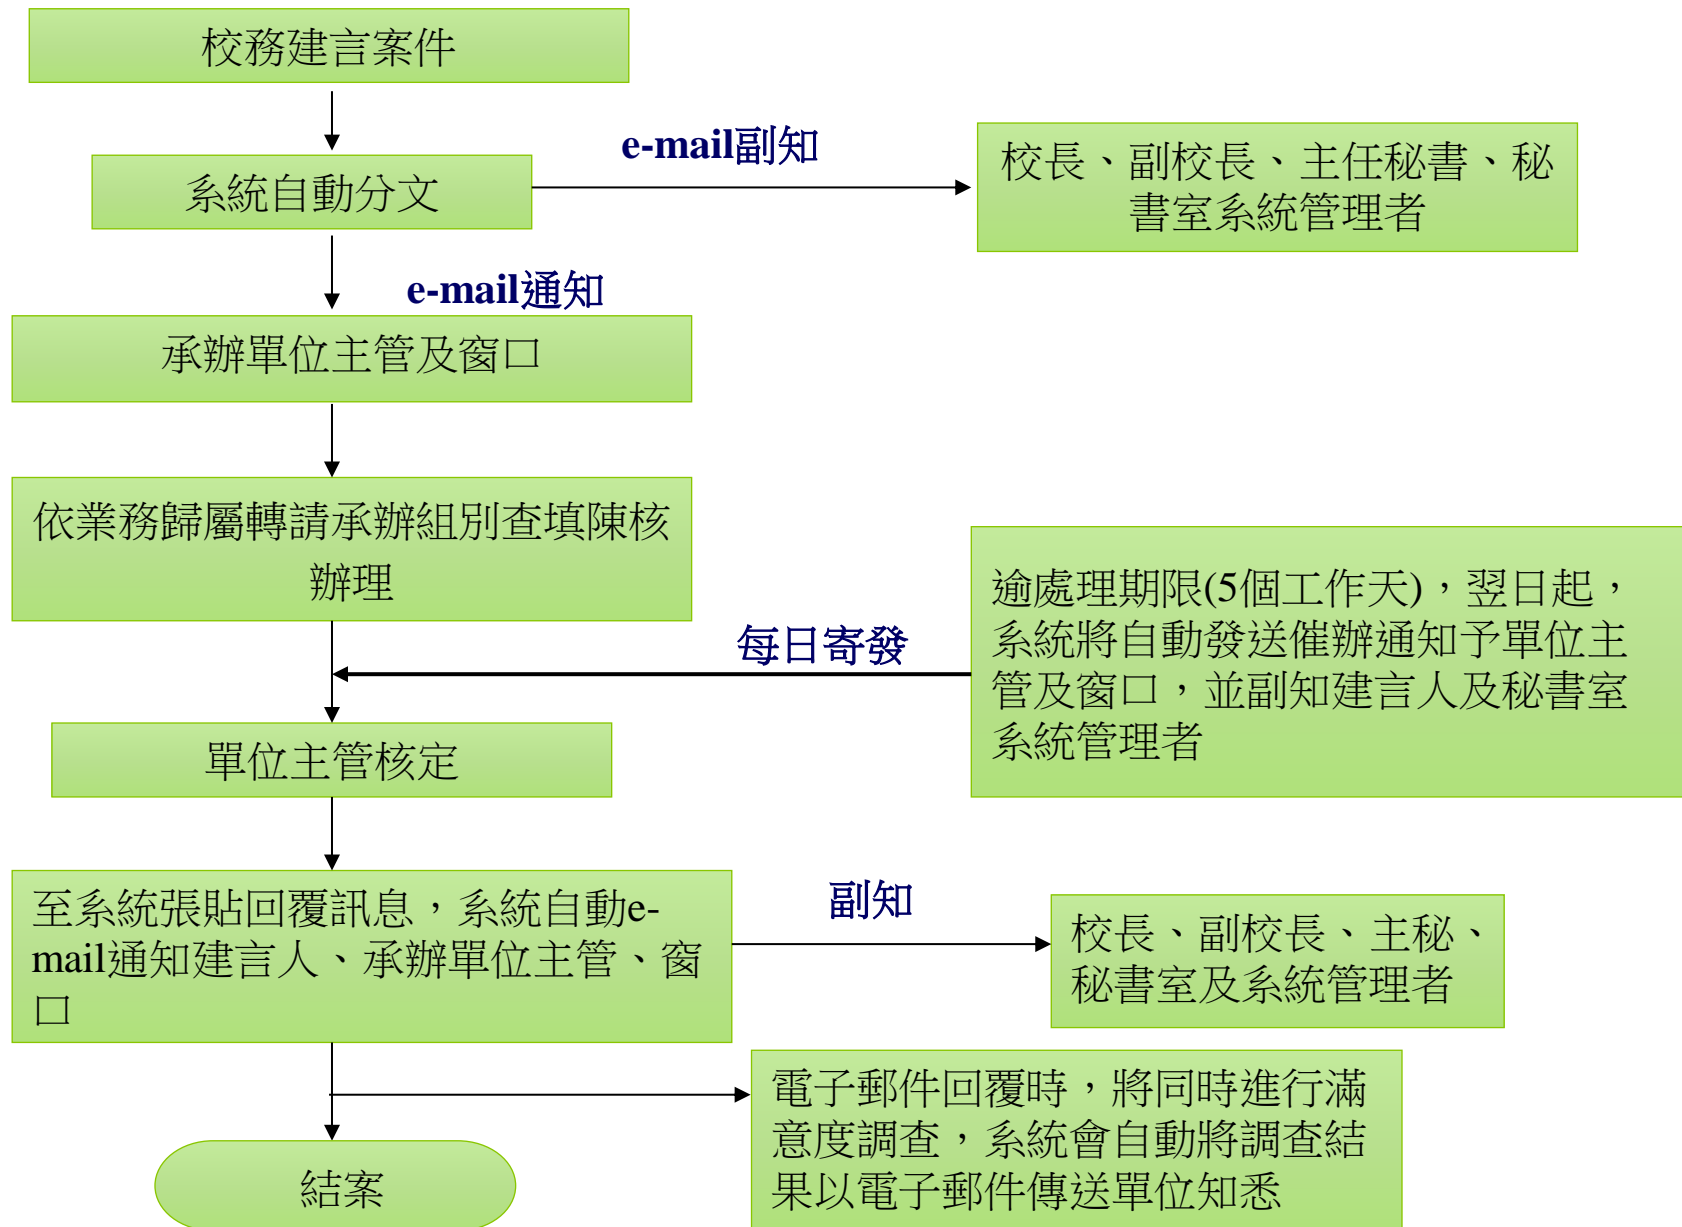 校務建言案件
e-mail副知
系統自動分文
校長、副校長、主任秘書、秘
書室系統管理者
e-mail通知
承辦單位主管及窗口
依業務歸屬轉請承辦組別查填陳核
辦理
每日寄發
逾處理期限(5個工作天)，翌日起，
系統將自動發送催辦通知予單位主
管及窗口，並副知建言人及秘書室
系統管理者
單位主管核定
至系統張貼回覆訊息，系統自動e-
mail通知建言人、承辦單位主管、窗
口
副知
校長、副校長、主秘、
秘書室及系統管理者
電子郵件回覆時，將同時進行滿
意度調查，系統會自動將調查結
果以電子郵件傳送單位知悉
結案